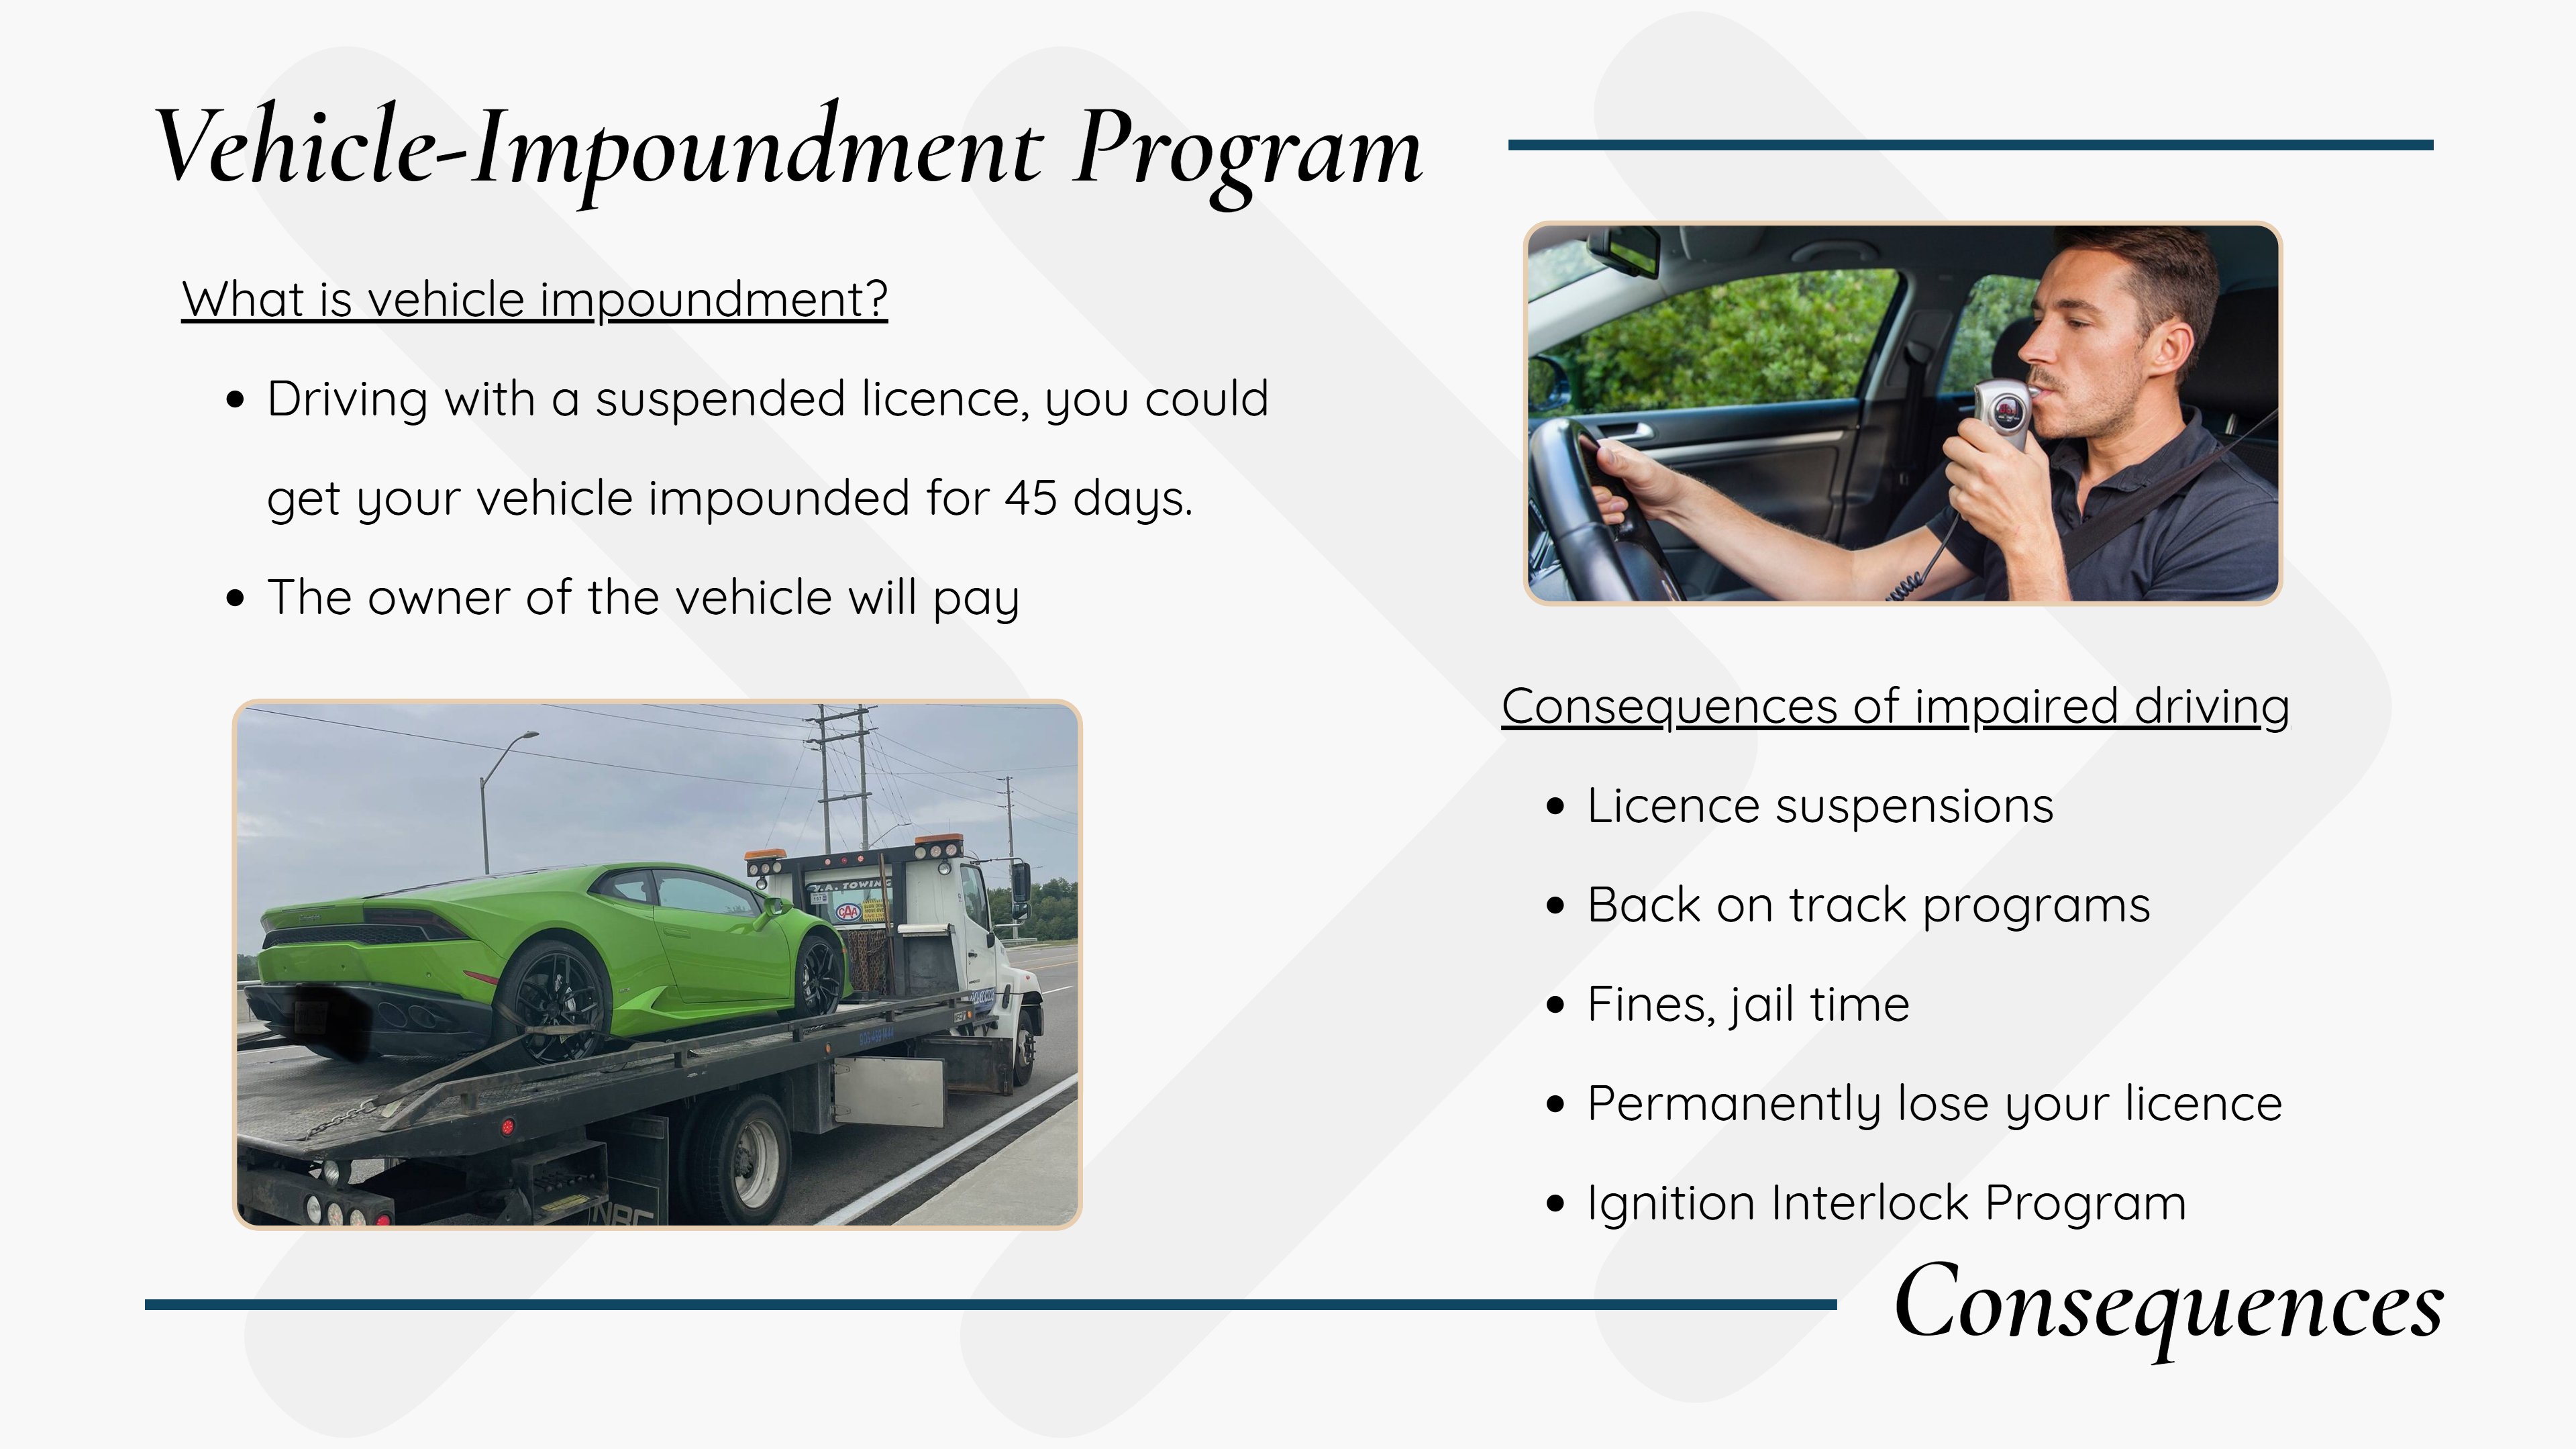 Vehicle-Impoundment Program
What is vehicle impoundment?
Driving with a suspended licence, you could
get your vehicle impounded for 45 days.
The owner of the vehicle will pay
CAA
Consequences of impaired driving
Licence suspensions
Back on track programs
Fines, jail time
Permanently lose your licence
Ignition Interlock Program
Consequences